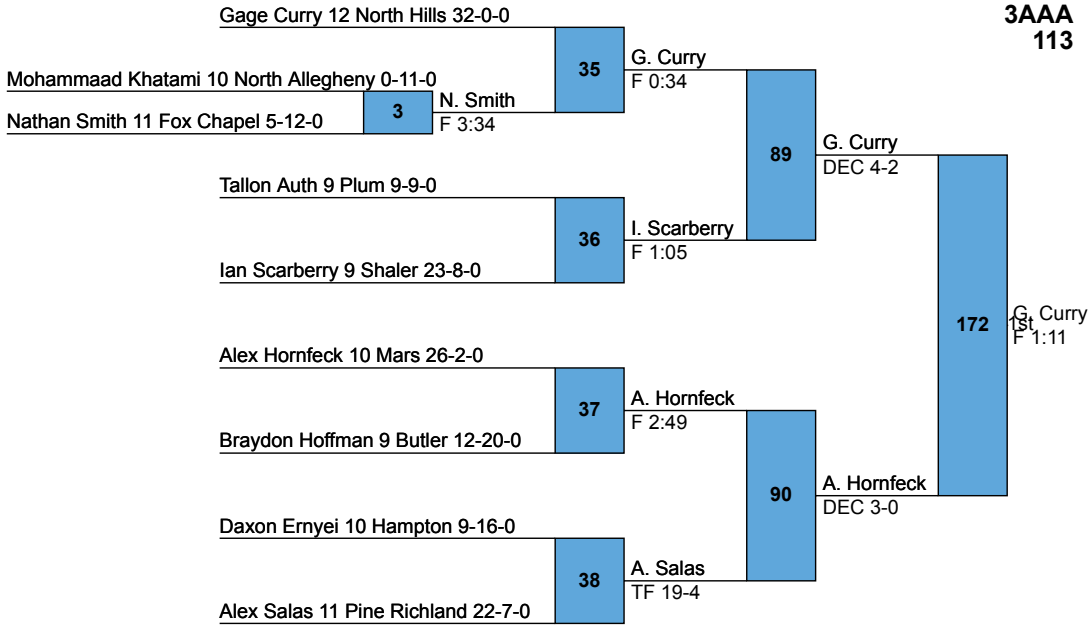 3AAA
113
Gage Curry 12 North Hills 32-0-0
35
G. Curry
F 0:34
Mohammaad Khatami 10 North Allegheny 0-11-0
3
N. Smith
F 3:34
Nathan Smith 11 Fox Chapel 5-12-0
89
G. Curry
DEC 4-2
Tallon Auth 9 Plum 9-9-0
36
I. Scarberry
F 1:05
Ian Scarberry 9 Shaler 23-8-0
172
G. Curry
1st
F 1:11
Alex Hornfeck 10 Mars 26-2-0
37
A. Hornfeck
F 2:49
Braydon Hoffman 9 Butler 12-20-0
90
A. Hornfeck
DEC 3-0
Daxon Ernyei 10 Hampton 9-16-0
38
A. Salas
TF 19-4
Alex Salas 11 Pine Richland 22-7-0